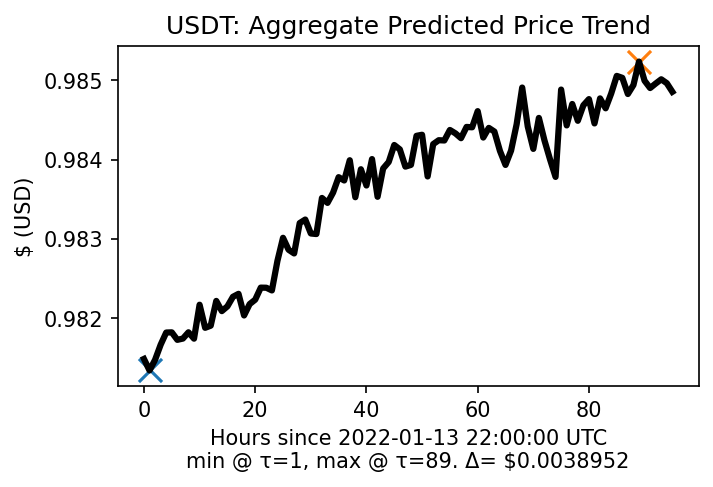 USDT: Aggregate Predicted Price Trend
0.985
0.984
0.983
0.982
$ (USD)
0 20 40 60 80
Hours since 2022-01-13 22:00:00 UTC
min @ τ=1, max @ τ=89. Δ= $0.0038952